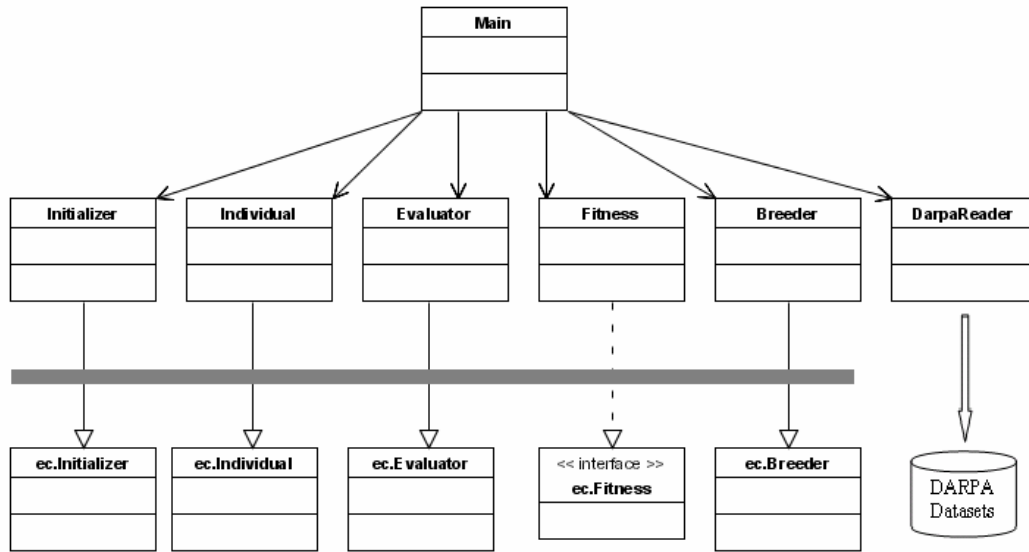 Main
Initializer
Individual
Evaluator
Fitness
Breeder
DarpaReader
ec.Initializer
ec.Individual
ec.Evaluator
<< interface >>
ec.Fitness
ec.Breeder
DARPA
Datasets